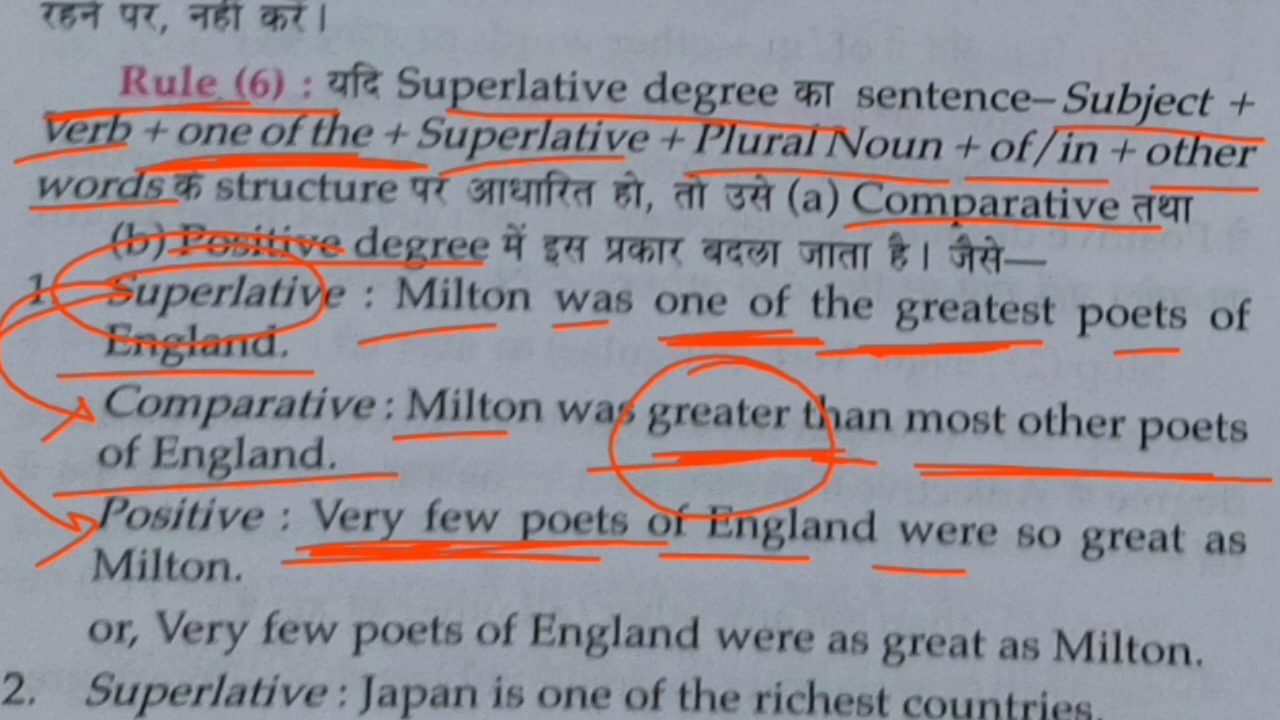 रहने पर, नहीं करें।
Rule (6) : यदि Superlative degree का sentence–Subject +
Verb + one of the + Superlative + Plural Noun + of/in + other
words के structure पर आधारित हो, तो उसे (a) Comparative तथा
(b) Positive degree में इस प्रकार बदला जाता है। जैसे—
1. Superlative : Milton was one of the greatest poets of
England.
Comparative : Milton was greater than most other poets
of England.
Positive : Very few poets of England were so great as
Milton.
or, Very few poets of England were as great as Milton.
2. Superlative : Japan is one of the richest countries.